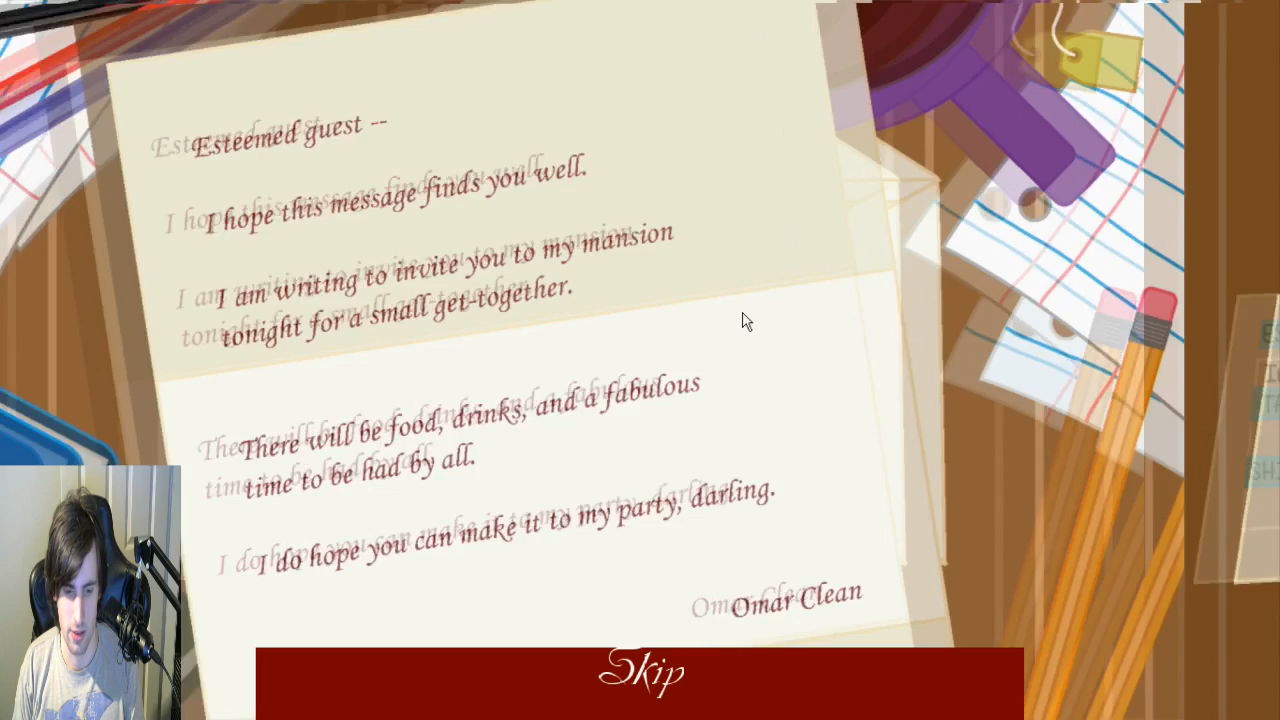 Esteemed guest --
I hope this message finds you well.
I am writing to invite you to my mansion
tonight for a small get-together.
There will be food, drinks, and a fabulous
time to be had by all.
I do hope you can make it to my party, darling.
Omar Clean
Skip